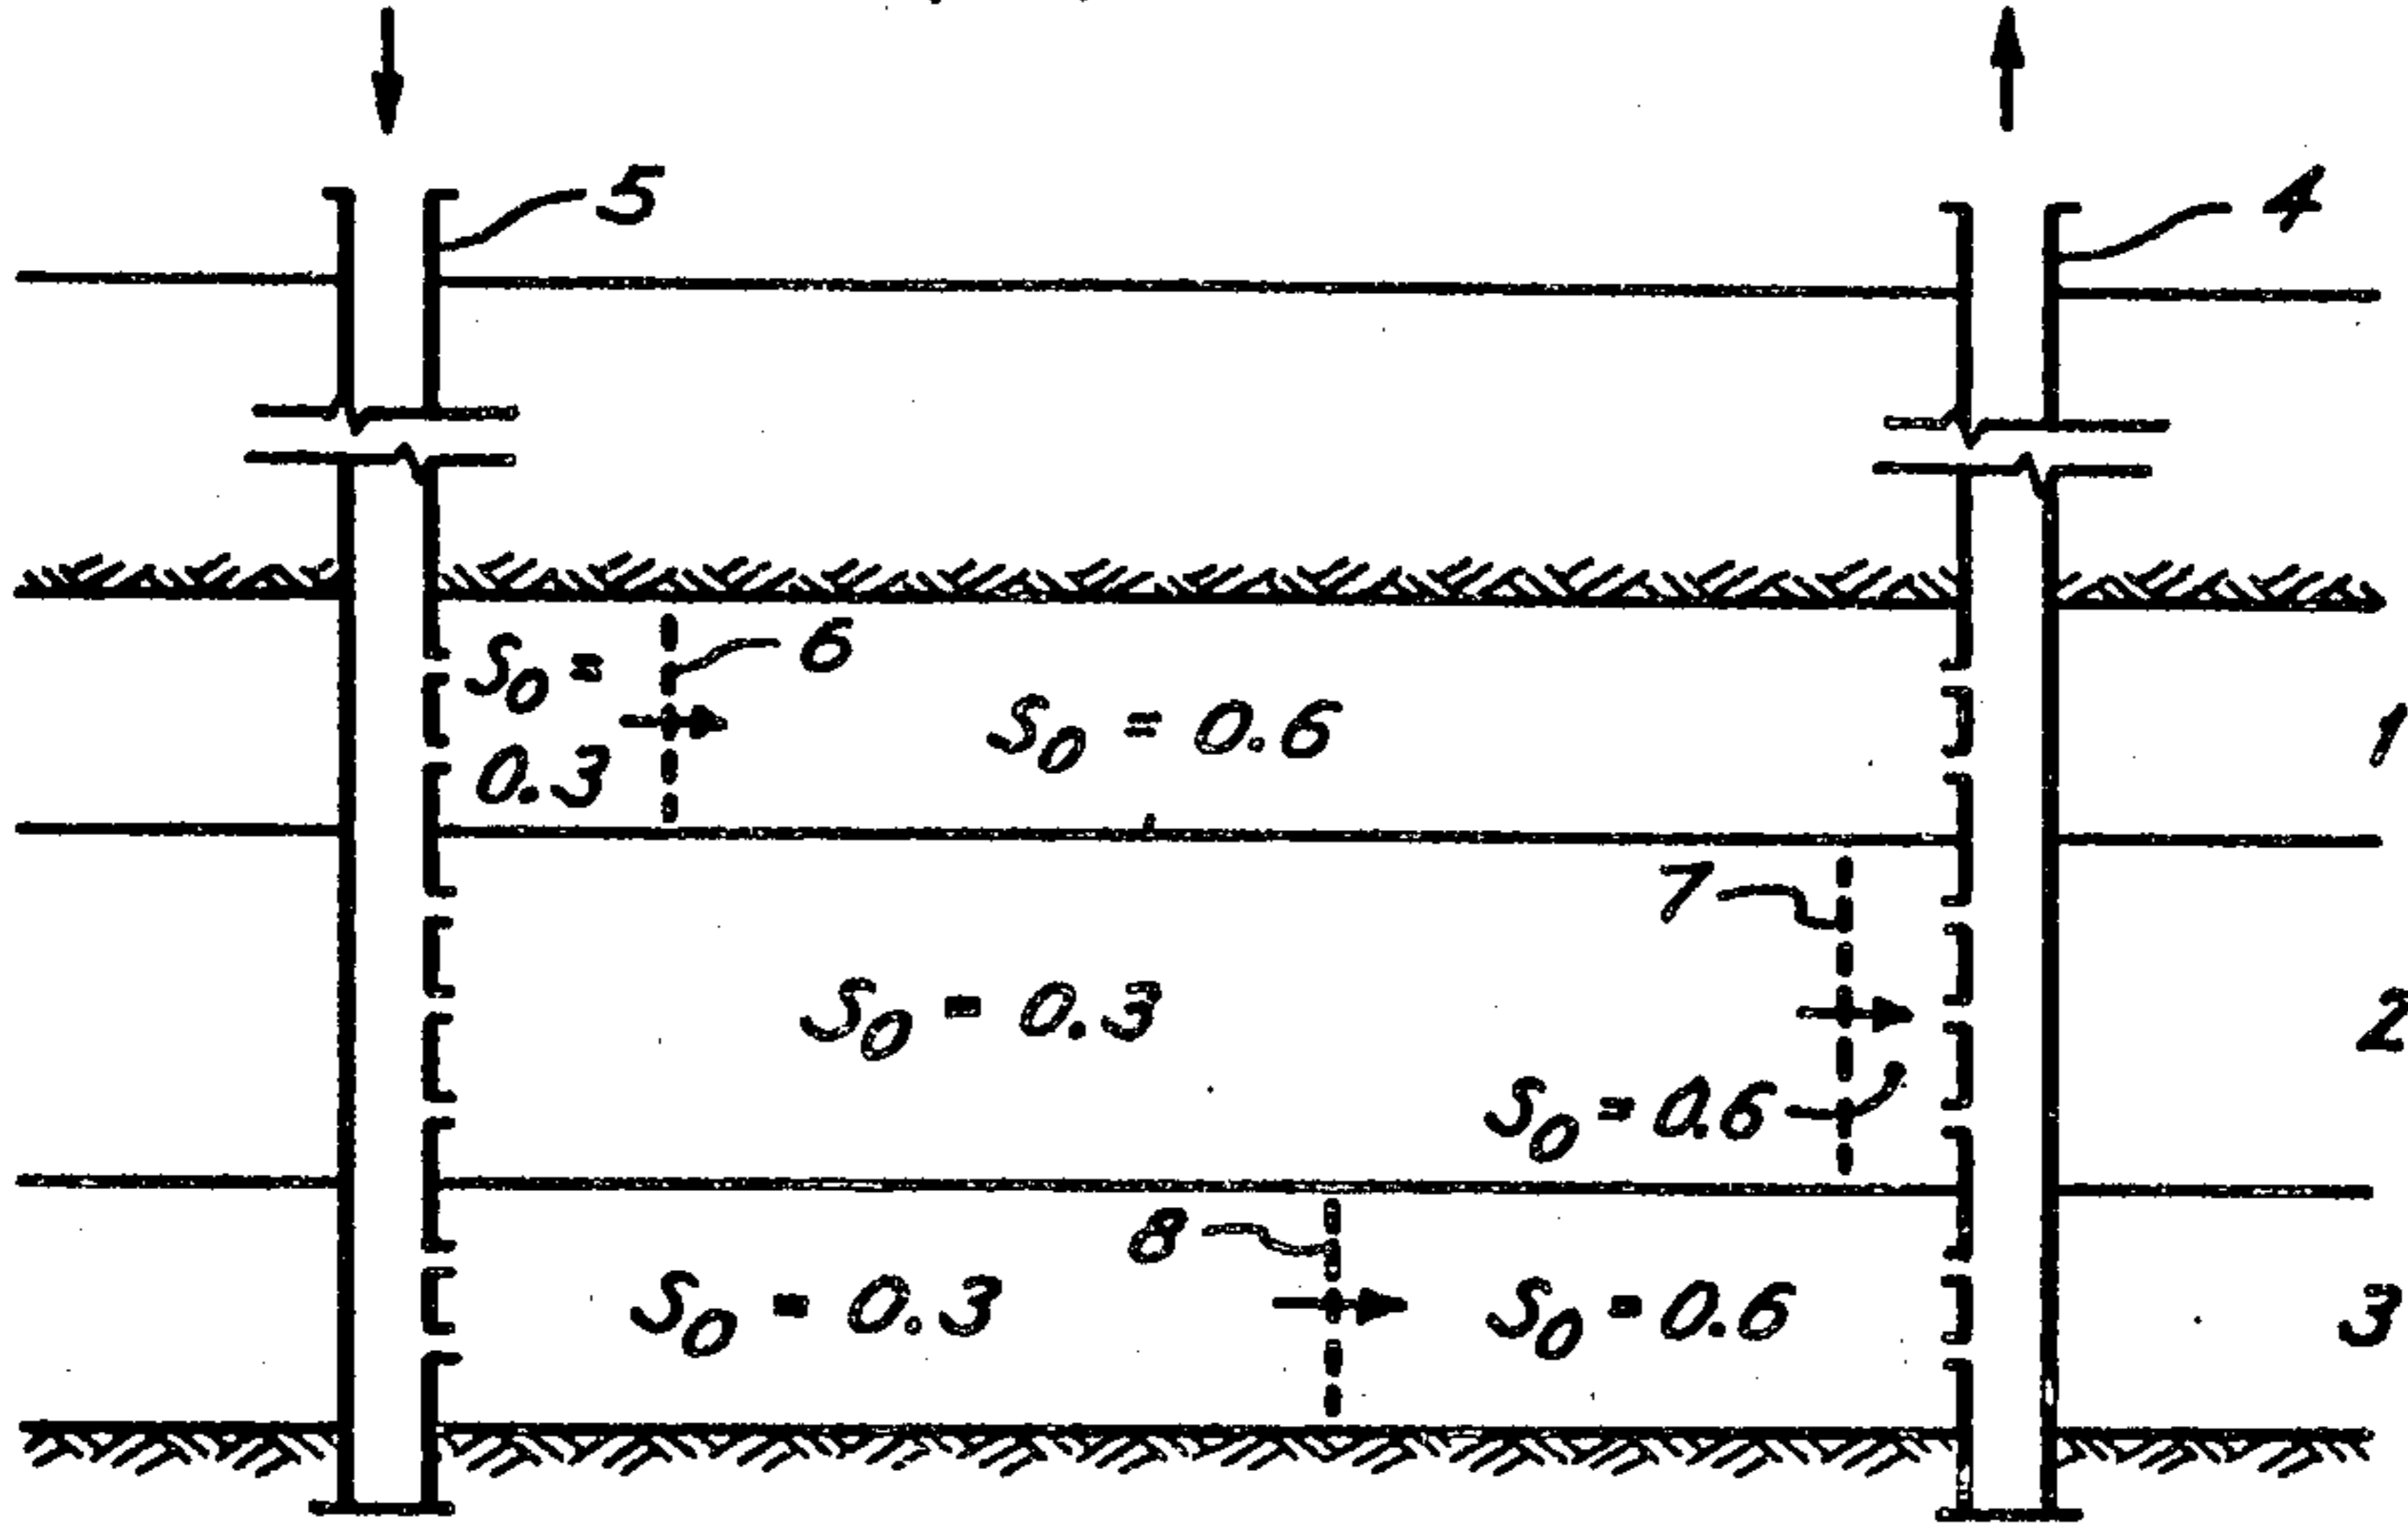 5
4
S₀ =
0.3
6
S₀ = 0.6
1
7
S₀ = 0.3
2
S₀ = 0.6
8
S₀ = 0.3
S₀ = 0.6
3